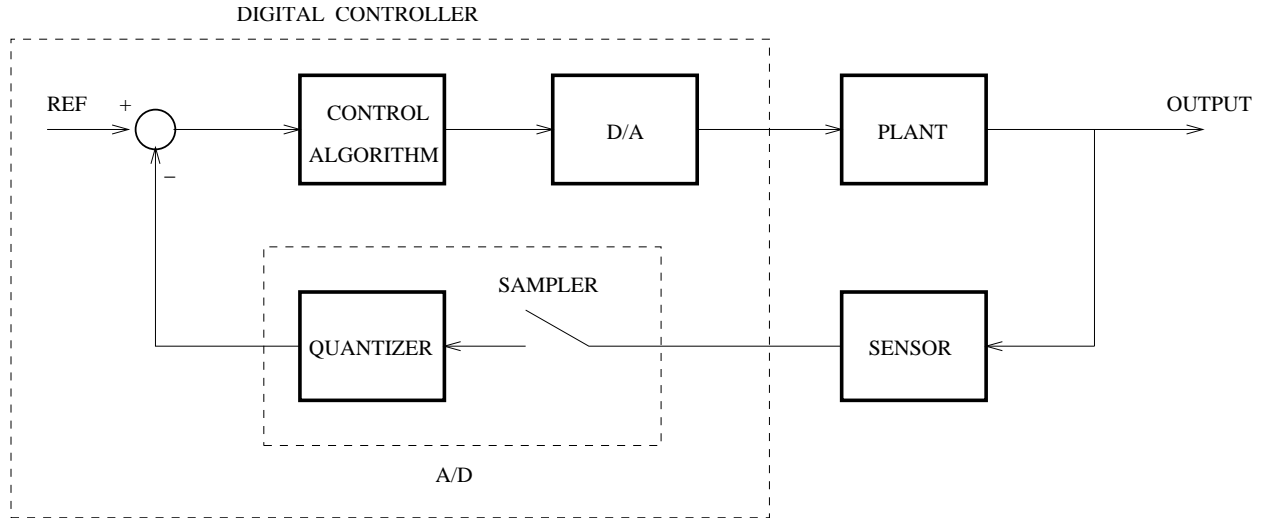 DIGITAL CONTROLLER
REF
+
CONTROL
ALGORITHM
D/A
PLANT
OUTPUT
−
SAMPLER
QUANTIZER
SENSOR
A/D